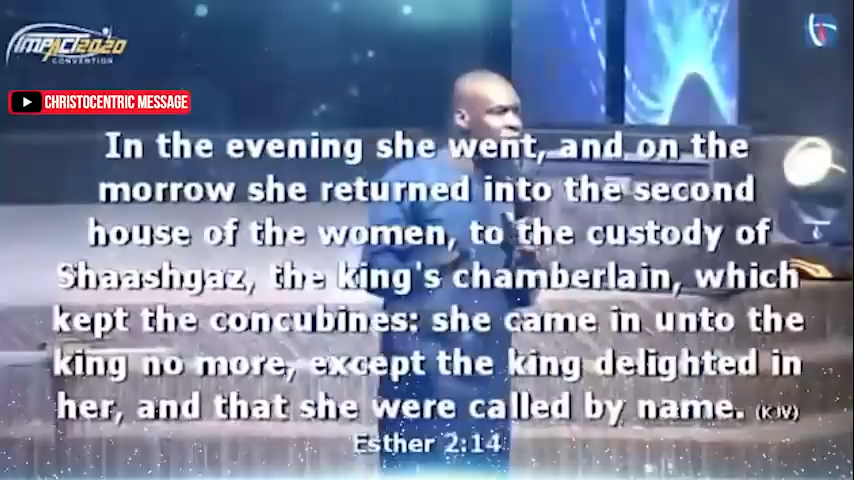 IMPACT2020
CONVENTION
CHRISTOCENTRIC MESSAGE
In the evening she went, and on the
morrow she returned into the second
house of the women, to the custody of
Shaashgaz, the king's chamberlain, which
kept the concubines: she came in unto the
king no more, except the king delighted in
her, and that she were called by name. (KJV)
Esther 2:14